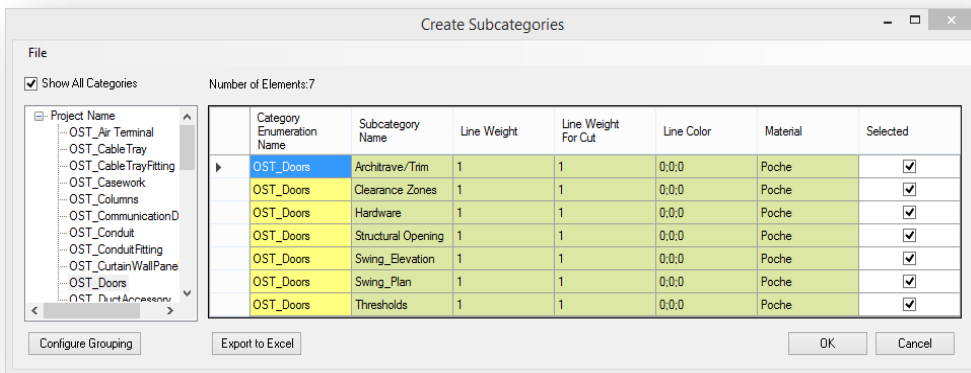 Create Subcategories
File
Show All Categories
Number of Elements:7
Project Name
OST_Air Terminal
OST_CableTray
OST_CableTrayFitting
OST_Casework
OST_Columns
OST_CommunicationD
OST_Conduit
OST_ConduitFitting
OST_CurtainWallPane
OST_Doors
OST_DuctAccessory
Category Enumeration Name Subcategory Name Line Weight Line Weight For Cut Line Color Material Selected
OST_Doors Architrave/Trim 1 1 0;0;0 Poche
OST_Doors Clearance Zones 1 1 0;0;0 Poche
OST_Doors Hardware 1 1 0;0;0 Poche
OST_Doors Structural Opening 1 1 0;0;0 Poche
OST_Doors Swing_Elevation 1 1 0;0;0 Poche
OST_Doors Swing_Plan 1 1 0;0;0 Poche
OST_Doors Thresholds 1 1 0;0;0 Poche
Configure Grouping Export to Excel OK Cancel